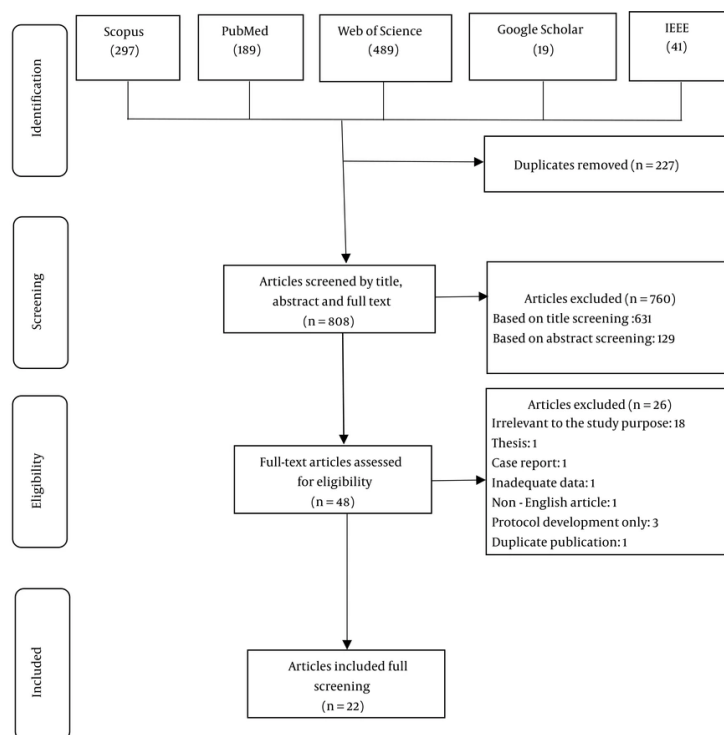 Identification
Scopus
(297)
PubMed
(189)
Web of Science
(489)
Google Scholar
(19)
IEEE
(41)
Duplicates removed (n = 227)
Screening
Articles screened by title,
abstract and full text
(n = 808)
Articles excluded (n = 760)
Based on title screening :631
Based on abstract screening: 129
Eligibility
Full-text articles assessed
for eligibility
(n = 48)
Articles excluded (n = 26)
Irrelevant to the study purpose: 18
Thesis: 1
Case report: 1
Inadequate data: 1
Non - English article: 1
Protocol development only: 3
Duplicate publication: 1
Included
Articles included full
screening
(n = 22)